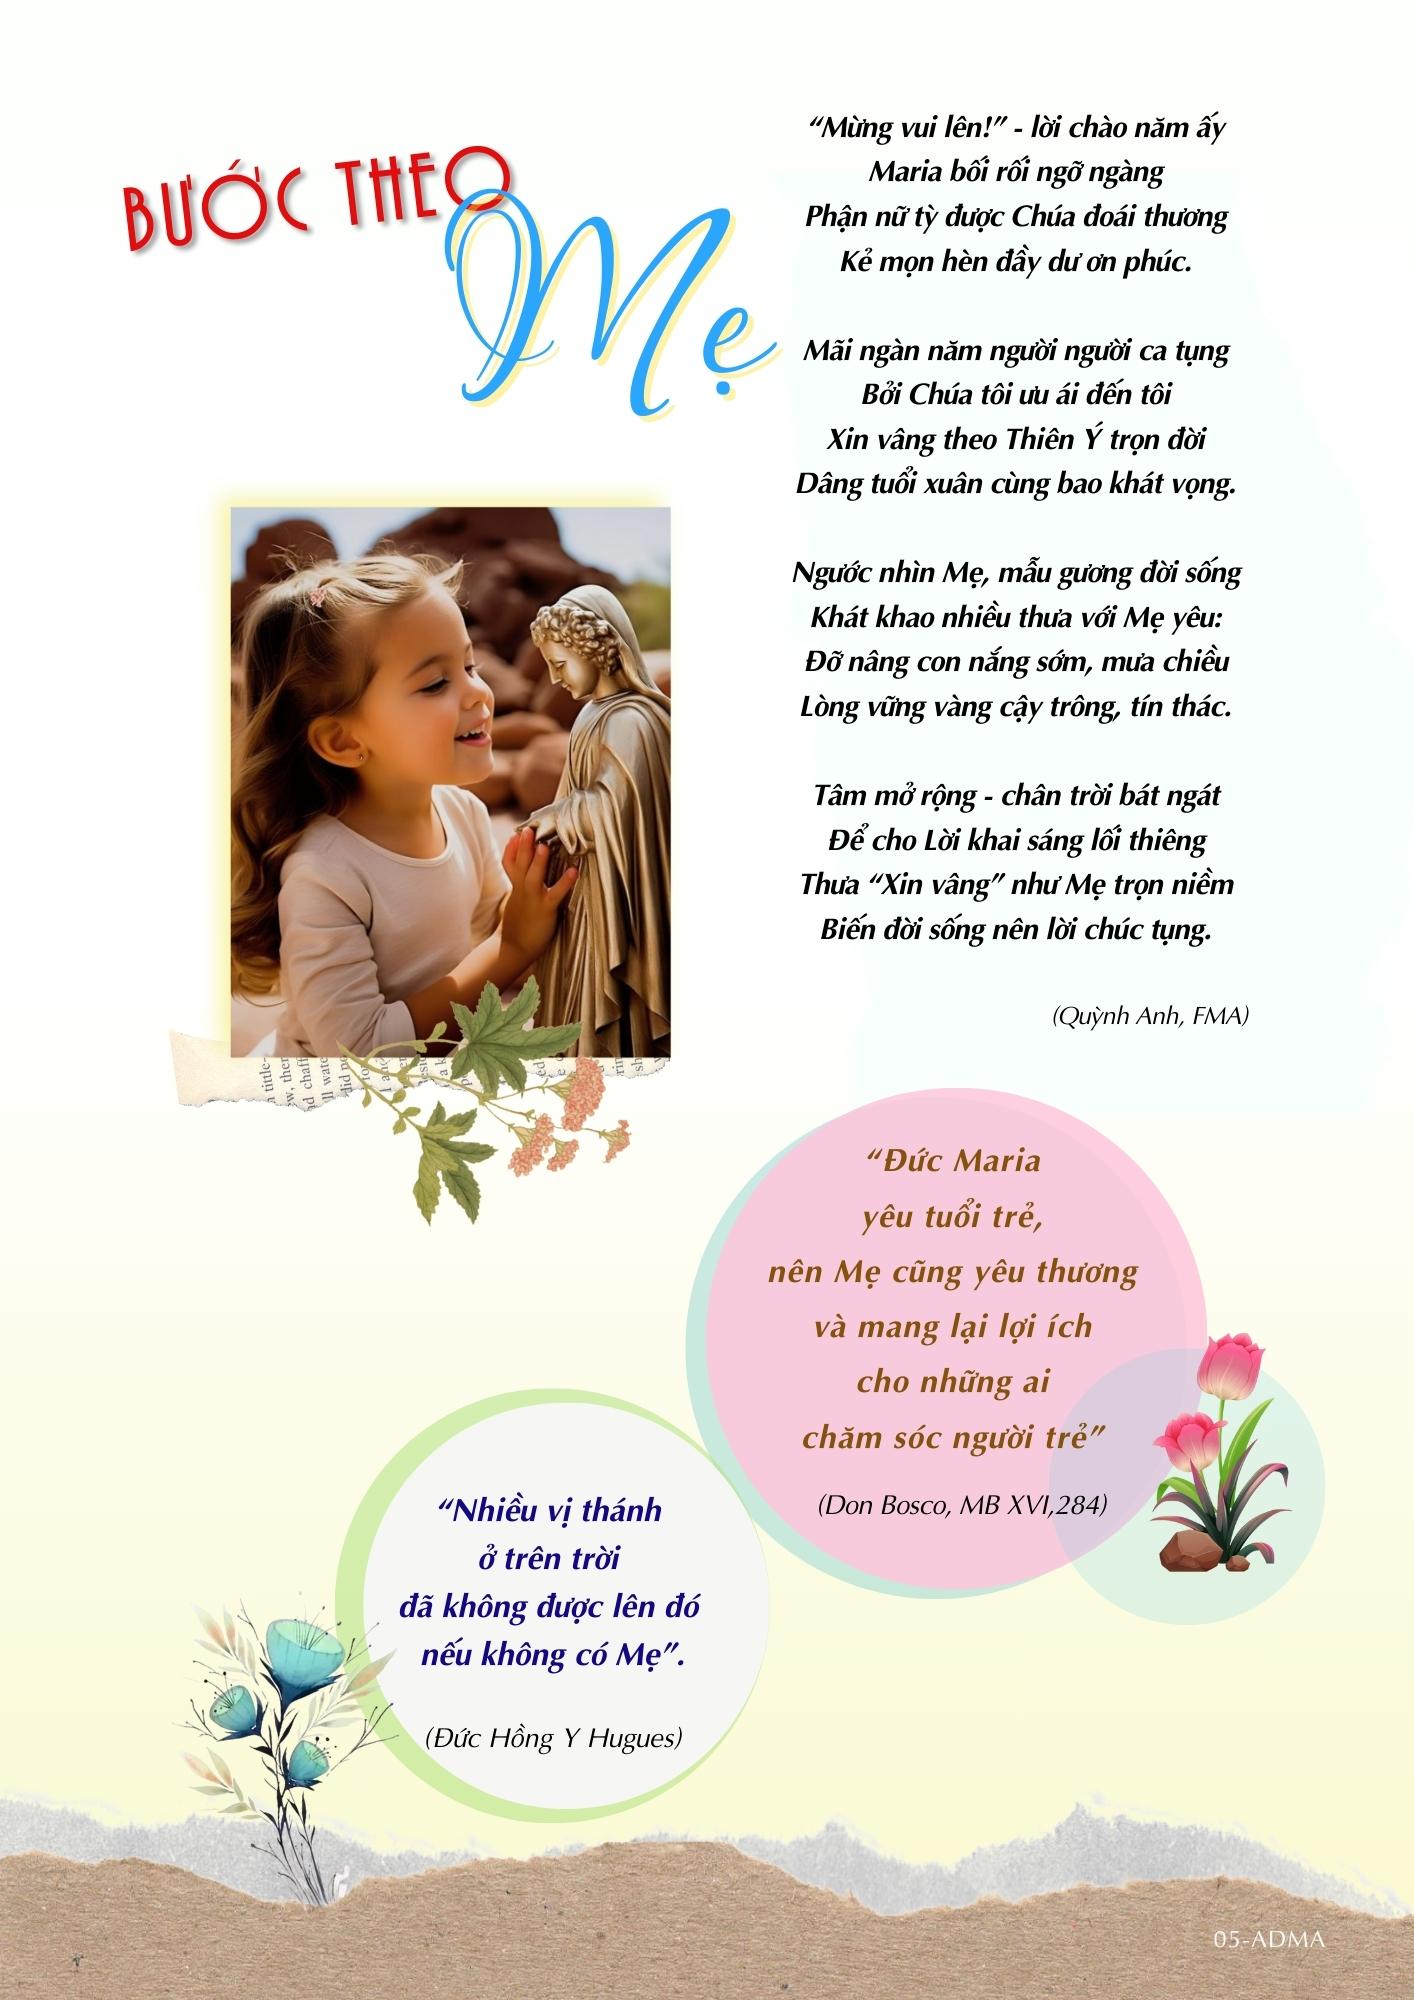 BƯỚC THEO
Mẹ
“Mừng vui lên!” - lời chào năm ấy
Maria bối rối ngỡ ngàng
Phận nữ tỳ được Chúa đoái thương
Kẻ mọn hèn đầy dư ơn phúc.
Mãi ngàn năm người người ca tụng
Bởi Chúa tôi ưu ái đến tôi
Xin vâng theo Thiên Ý trọn đời
Dâng tuổi xuân cùng bao khát vọng.
Ngước nhìn Mẹ, mẫu gương đời sống
Khát khao nhiều thưa với Mẹ yêu:
Đỡ nâng con nắng sớm, mưa chiều
Lòng vững vàng cậy trông, tín thác.
Tâm mở rộng - chân trời bát ngát
Để cho Lời khai sáng lối thiêng
Thưa “Xin vâng” như Mẹ trọn niềm
Biến đời sống nên lời chúc tụng.
(Quỳnh Anh, FMA)
“Đức Maria
yêu tuổi trẻ,
nên Mẹ cũng yêu thương
và mang lại lợi ích
cho những ai
chăm sóc người trẻ”
(Don Bosco, MB XVI,284)
“Nhiều vị thánh
ở trên trời
đã không được lên đó
nếu không có Mẹ”.
(Đức Hồng Y Hugues)
05-ADMA